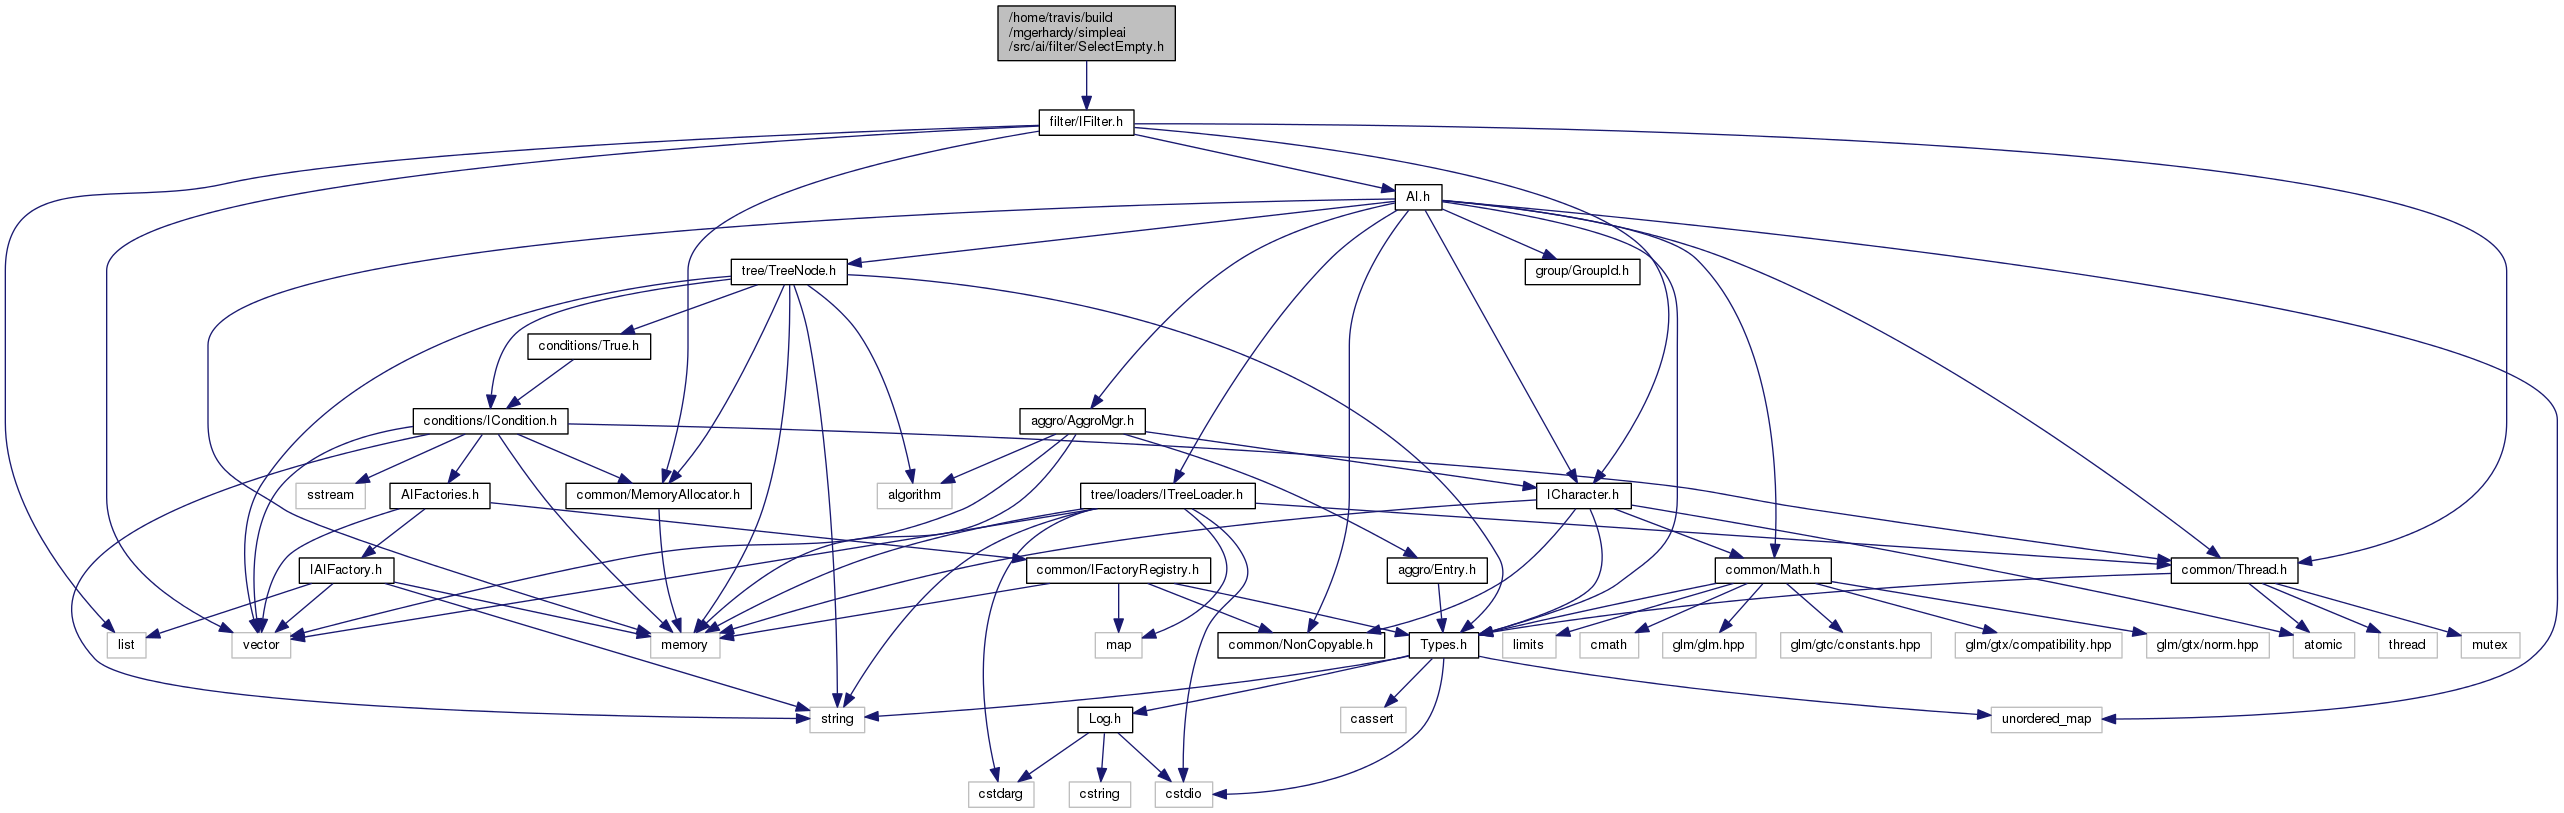 /home/travis/build
/mgerhardy/simpleai
/src/ai/filter/SelectEmpty.h
filter/IFilter.h
AI.h
tree/TreeNode.h
group/GroupId.h
conditions/True.h
conditions/ICondition.h
aggro/AggroMgr.h
sstream
AIFactories.h
common/MemoryAllocator.h
algorithm
tree/loaders/ITreeLoader.h
ICharacter.h
IAIFactory.h
common/IFactoryRegistry.h
aggro/Entry.h
common/Math.h
common/Thread.h
list
vector
memory
map
common/NonCopyable.h
Types.h
limits
cmath
glm/glm.hpp
glm/gtc/constants.hpp
glm/gtx/compatibility.hpp
glm/gtx/norm.hpp
atomic
thread
mutex
string
Log.h
cassert
unordered_map
cstdarg
cstring
cstdio